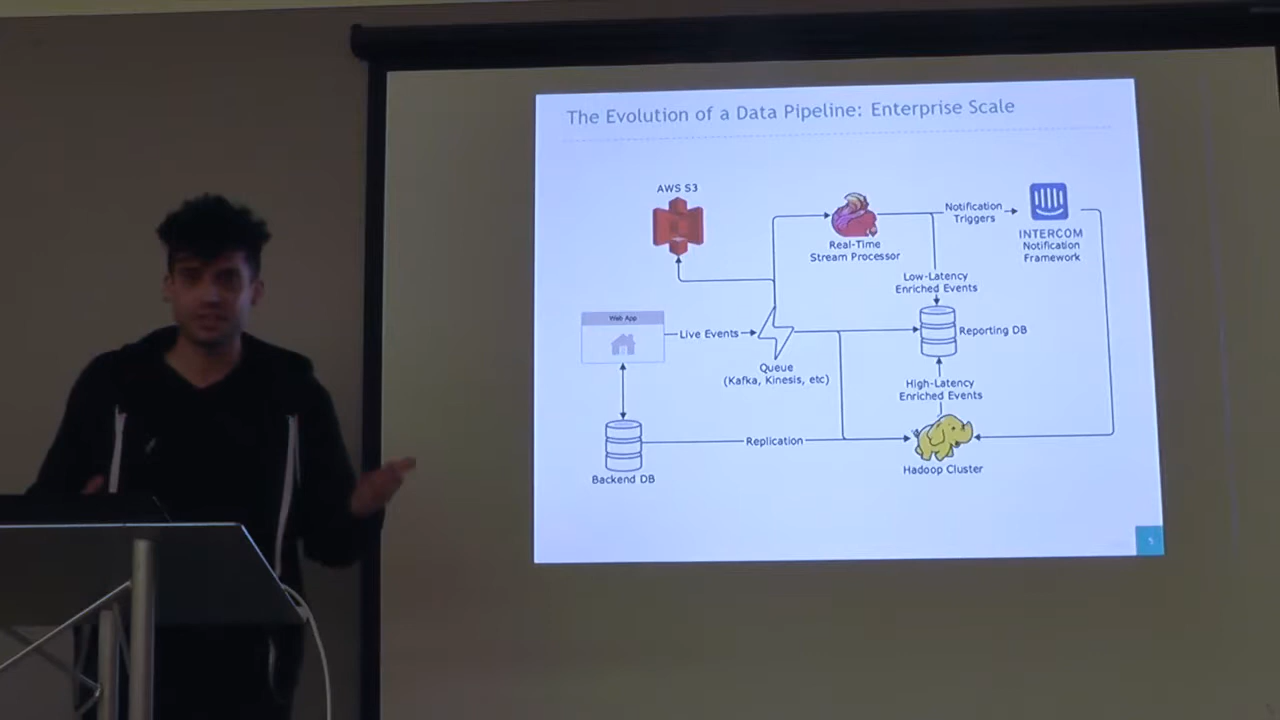 The Evolution of a Data Pipeline: Enterprise Scale
AWS S3
Real-Time
Stream Processor
Notification
Triggers
INTERCOM
Notification
Framework
Low-Latency
Enriched Events
Web App
Live Events
Queue
(Kafka, Kinesis, etc)
Reporting DB
High-Latency
Enriched Events
Replication
Backend DB
Hadoop Cluster
5